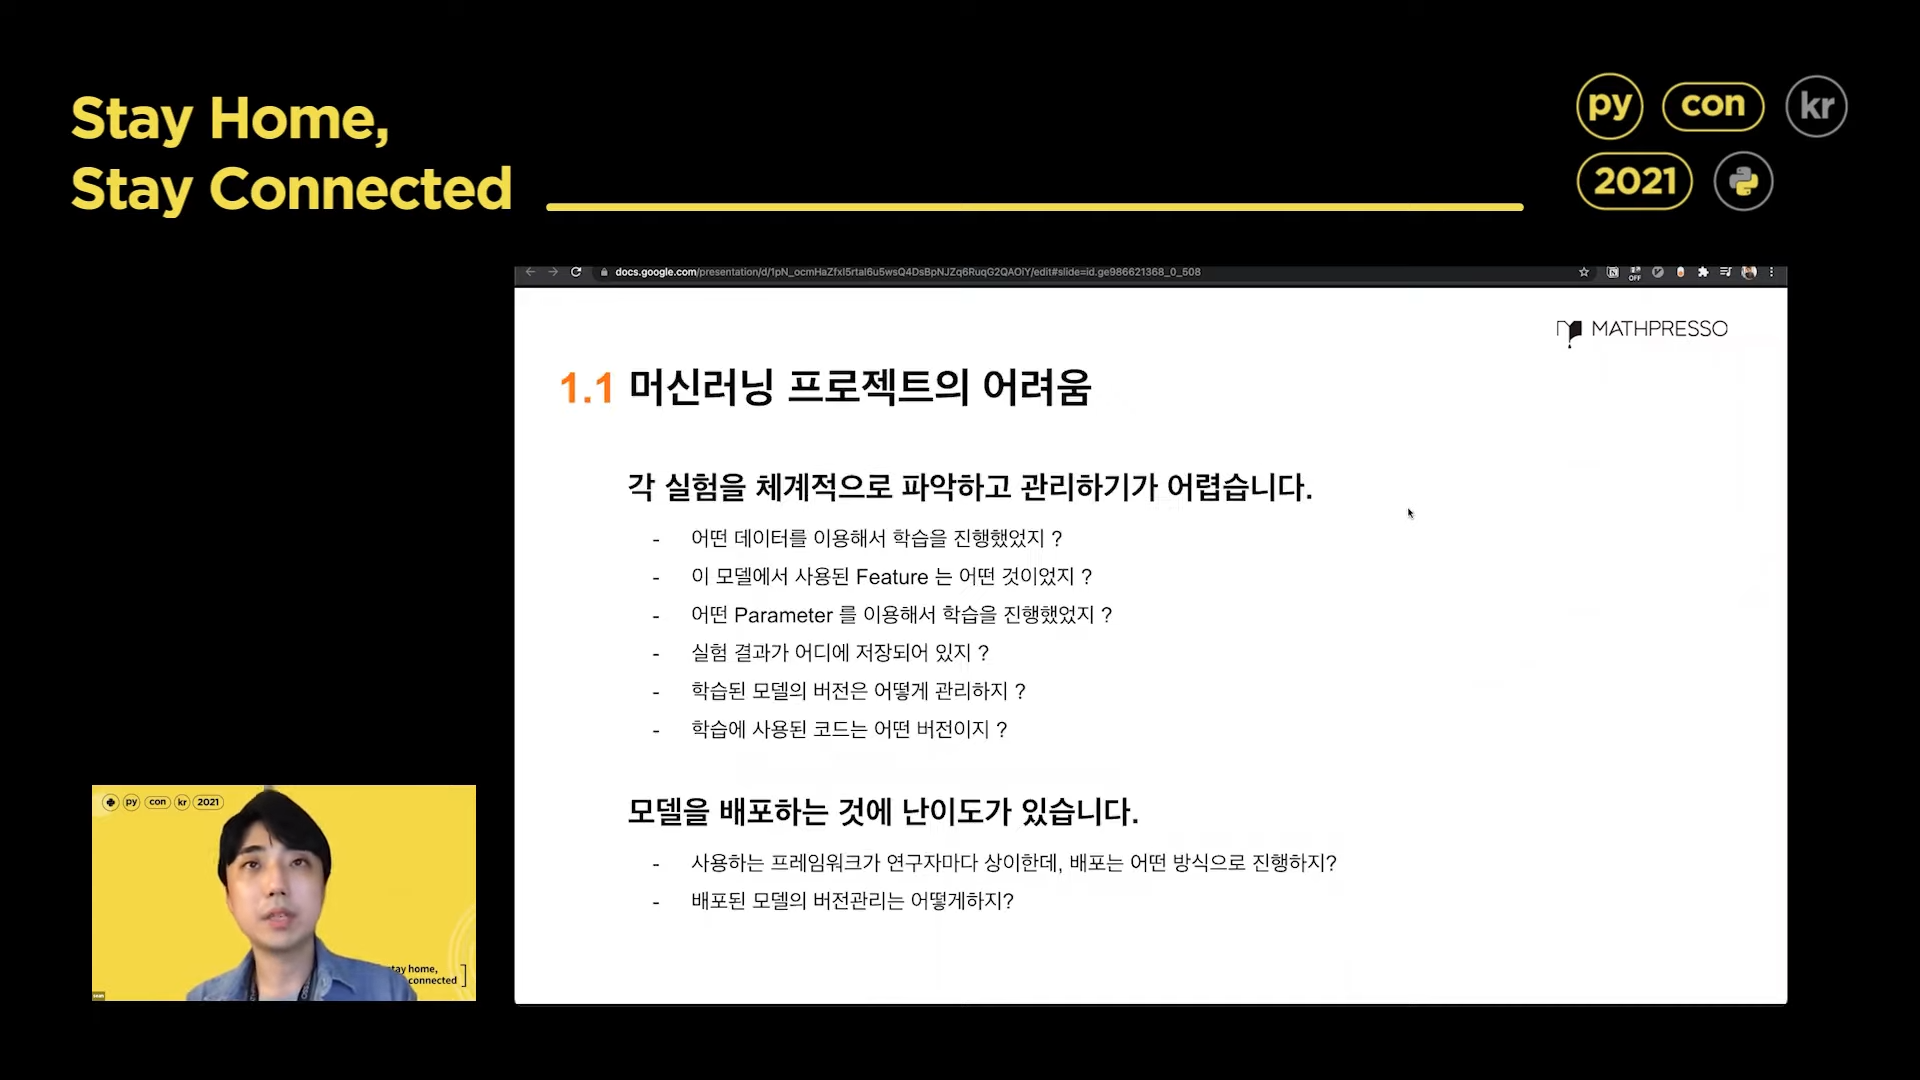 Stay Home,
Stay Connected
py con kr
2021
docs.google.com/presentation/d/1pN_ocmHaZfxI5rtal6u5wsQ4DsBpNJZq6RuqG2QAOiY/edit#slide=id.ge986621368_0_508
OFF
MATHPRESSO
1.1 머신러닝 프로젝트의 어려움
각 실험을 체계적으로 파악하고 관리하기가 어렵습니다.
- 어떤 데이터를 이용해서 학습을 진행했었지 ?
- 이 모델에서 사용된 Feature 는 어떤 것이었지 ?
- 어떤 Parameter 를 이용해서 학습을 진행했었지 ?
- 실험 결과가 어디에 저장되어 있지 ?
- 학습된 모델의 버전은 어떻게 관리하지 ?
- 학습에 사용된 코드는 어떤 버전이지 ?
모델을 배포하는 것에 난이도가 있습니다.
- 사용하는 프레임워크가 연구자마다 상이한데, 배포는 어떤 방식으로 진행하지?
- 배포된 모델의 버전관리는 어떻게하지?
py con kr 2021
tay home,
connected